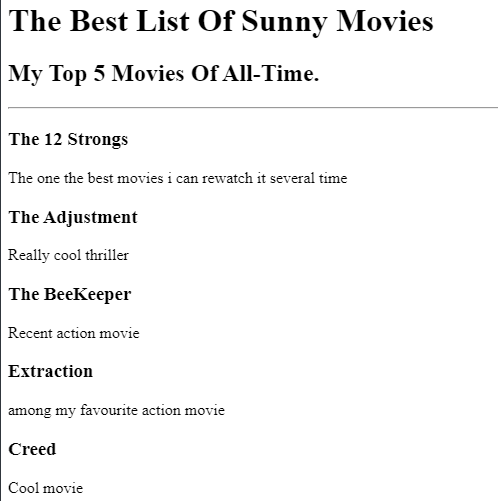 The Best List Of Sunny Movies
My Top 5 Movies Of All-Time.
The 12 Strongs
The one the best movies i can rewatch it several time
The Adjustment
Really cool thriller
The BeeKeeper
Recent action movie
Extraction
among my favourite action movie
Creed
Cool movie